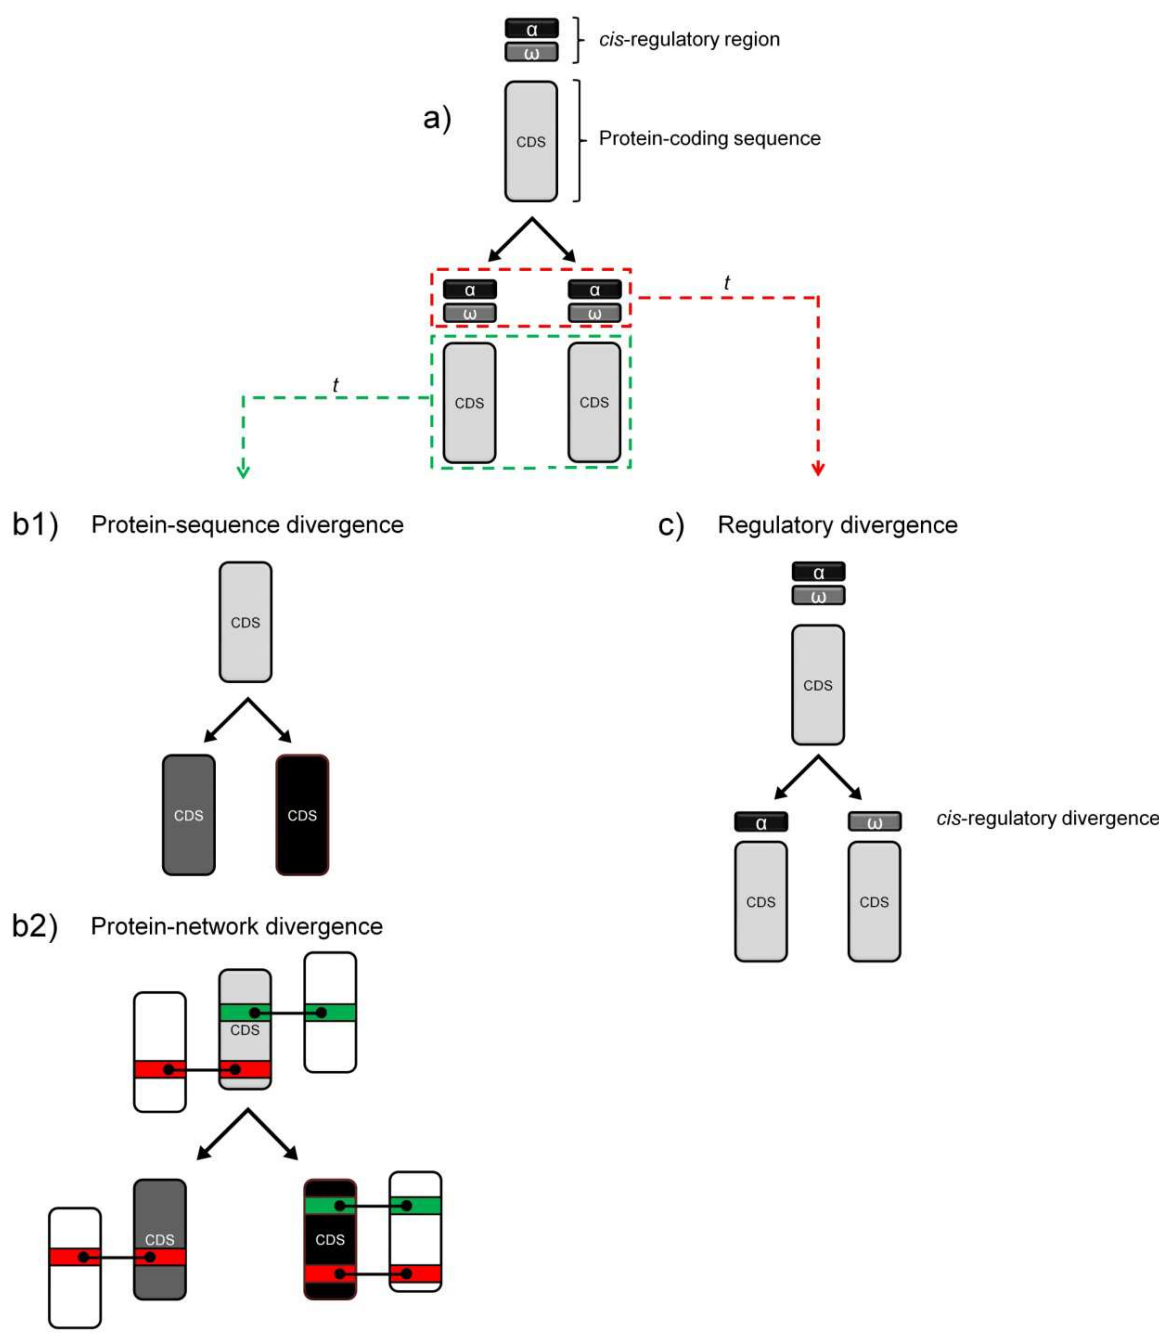 α
cis-regulatory region
ω
a)
CDS
Protein-coding sequence
α
α
t
ω
ω
t
CDS
CDS
b1) Protein-sequence divergence
c) Regulatory divergence
α
ω
CDS
CDS
CDS
CDS
α
ω
cis-regulatory divergence
CDS
CDS
b2) Protein-network divergence
CDS
CDS
CDS